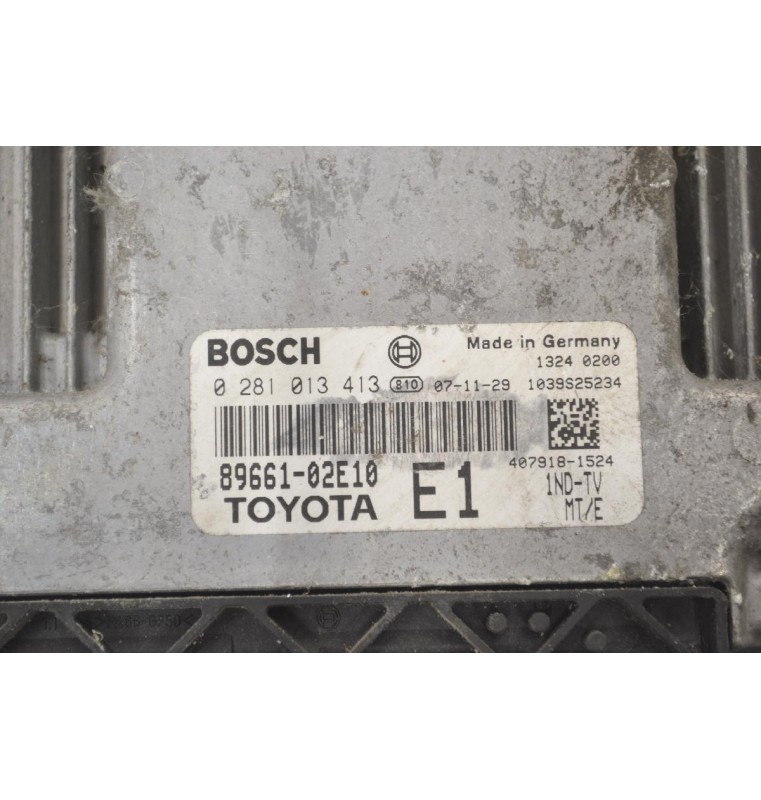 BOSCH Made in Germany
1324 0200
0 281 013 413 810 07-11-29 1039S25234
407918-1524
89661-02E10 E1 1ND-TV
TOYOTA MT/E